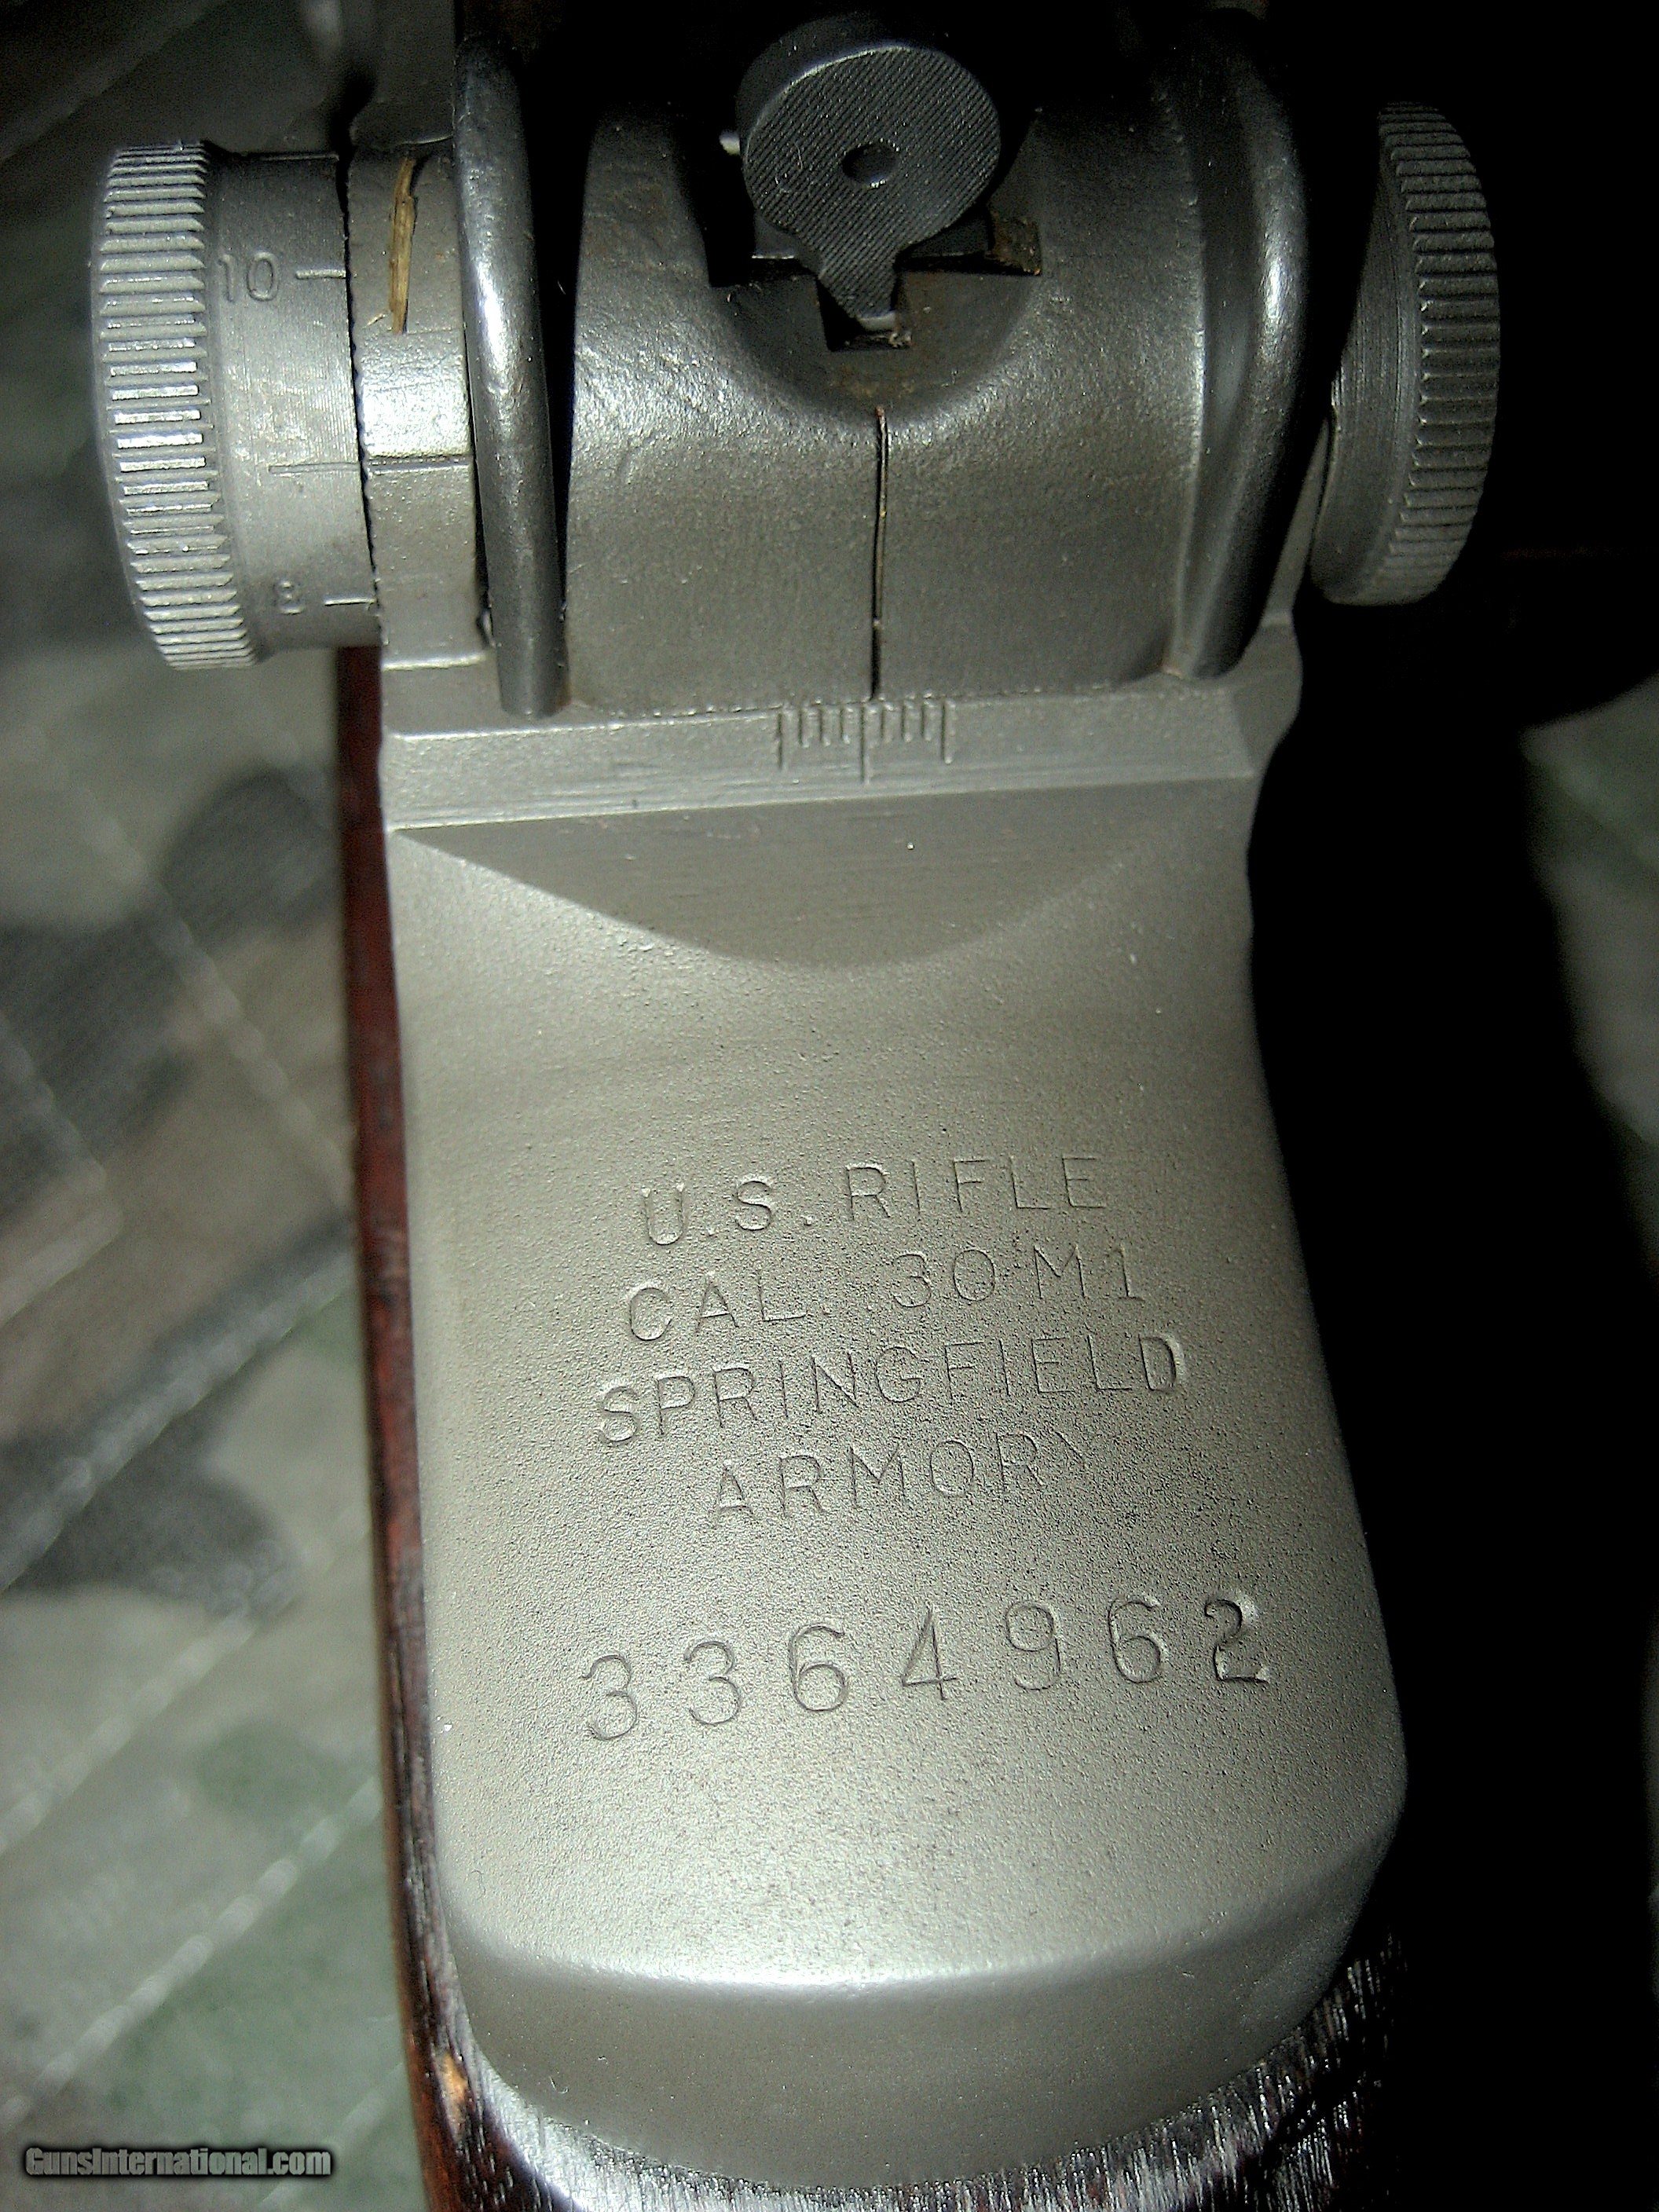 10
8
U.S. RIFLE
CAL. .30 M1
SPRINGFIELD
ARMORY
3364962
GunsInternational.com